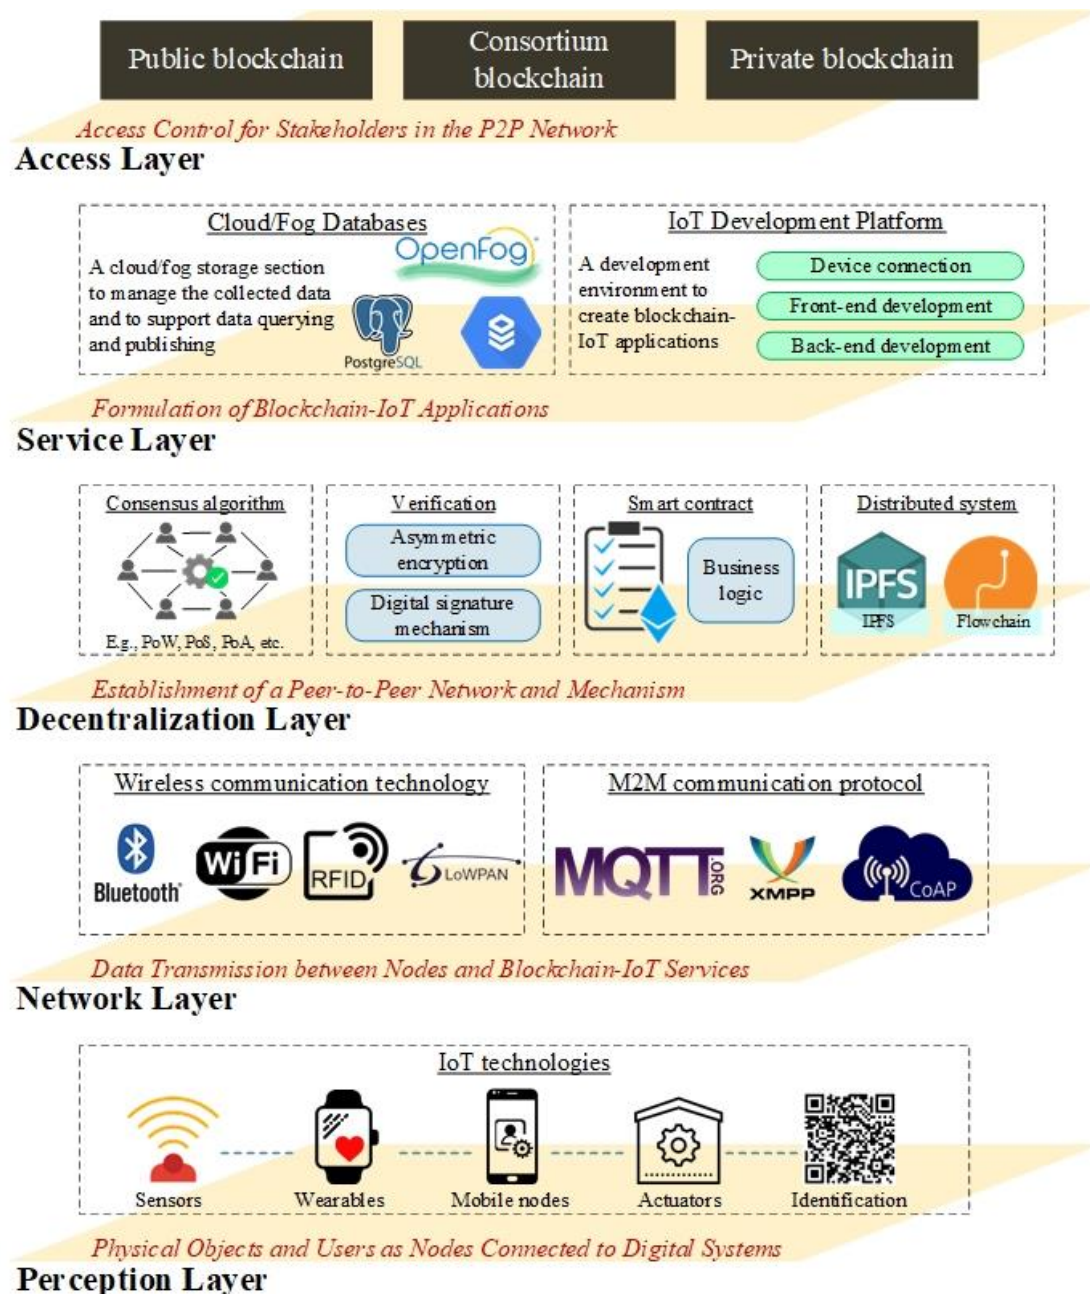 Public blockchain
Consortium
blockchain
Private blockchain
Access Control for Stakeholders in the P2P Network
Access Layer
Cloud/Fog Databases
OpenFog
A cloud/fog storage section
to manage the collected data
and to support data querying
and publishing
PostgreSQL
IoT Development Platform
A development
environment to
create blockchain-
IoT applications
Device connection
Front-end development
Back-end development
Formulation of Blockchain-IoT Applications
Service Layer
Consensus algorithm
E.g., PoW, PoS, PoA, etc.
Verification
Asymmetric
encryption
Digital signature
mechanism
Smart contract
Business
logic
Distributed system
IPFS
IPFS
Flowchain
Establishment of a Peer-to-Peer Network and Mechanism
Decentralization Layer
Wireless communication technology
Bluetooth
WiFi
RFID
6LoWPAN
M2M communication protocol
MQTT.ORG
XMPP
CoAP
Data Transmission between Nodes and Blockchain-IoT Services
Network Layer
IoT technologies
Sensors
Wearables
Mobile nodes
Actuators
Identification
Physical Objects and Users as Nodes Connected to Digital Systems
Perception Layer